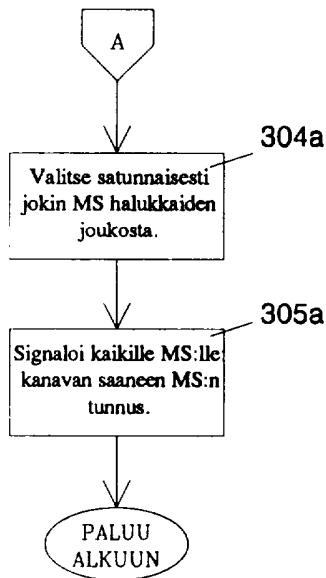 A
304a
Valitse satunnaisesti
jokin MS halukkaiden
joukosta.
305a
Signaloi kaikille MS:lle
kanavan saaneen MS:n
tunnus.
PALUU
ALKUUN